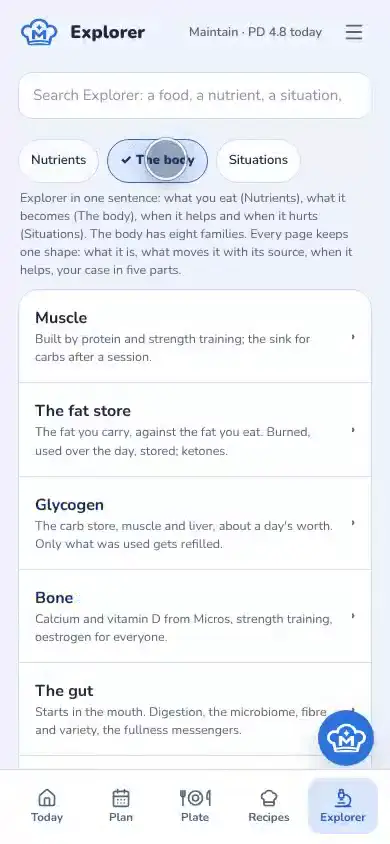 Explorer
Maintain · PD 4.8 today
Search Explorer: a food, a nutrient, a situation,
Nutrients
✓ The body
Situations
Explorer in one sentence: what you eat (Nutrients), what it
becomes (The body), when it helps and when it hurts
(Situations). The body has eight families. Every page keeps
one shape: what it is, what moves it with its source, when it
helps, your case in five parts.
Muscle
Built by protein and strength training; the sink for
carbs after a session.
The fat store
The fat you carry, against the fat you eat. Burned,
used over the day, stored; ketones.
Glycogen
The carb store, muscle and liver, about a day's worth.
Only what was used gets refilled.
Bone
Calcium and vitamin D from Micros, strength training,
oestrogen for everyone.
The gut
Starts in the mouth. Digestion, the microbiome, fibre
and variety, the fullness messengers.
M
Today
Plan
Plate
Recipes
Explorer